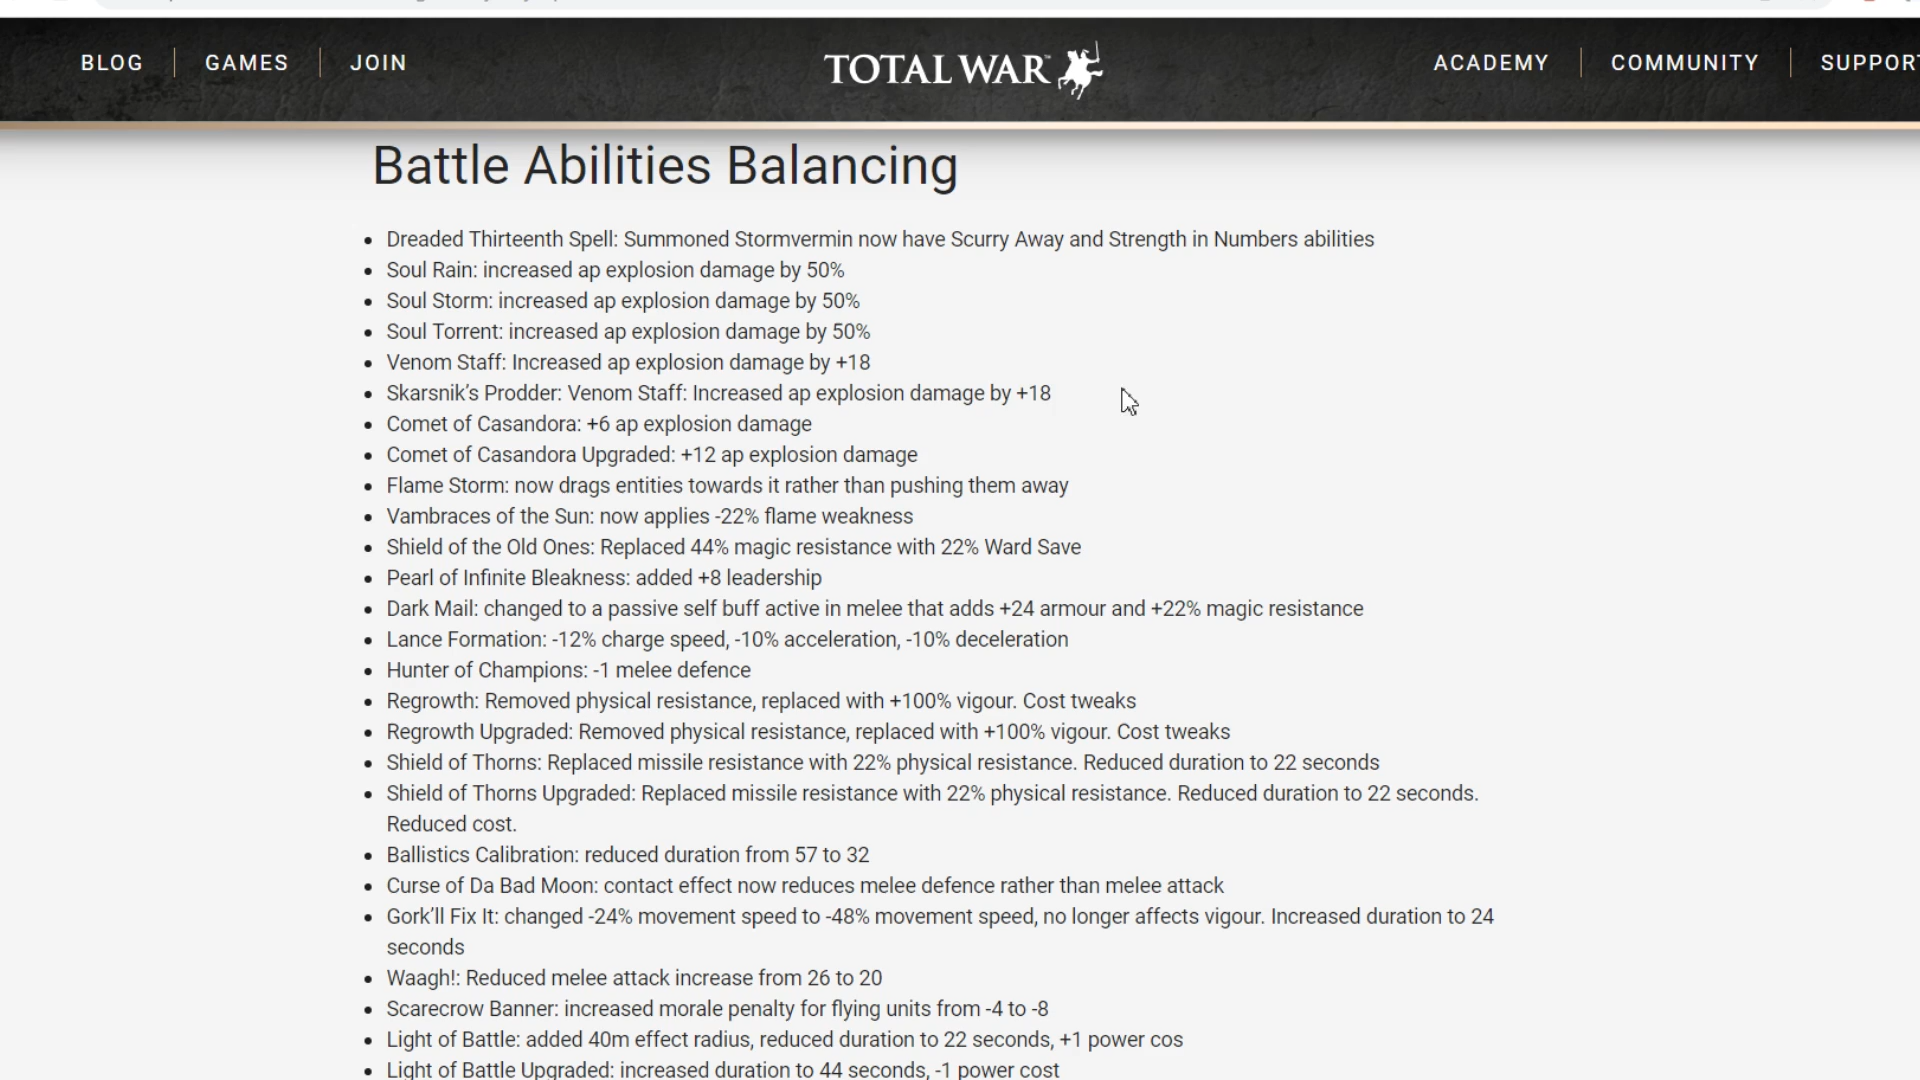 BLOG
GAMES
JOIN
TOTAL WAR
ACADEMY
COMMUNITY
SUPPORT
Battle Abilities Balancing
• Dreaded Thirteenth Spell: Summoned Stormvermin now have Scurry Away and Strength in Numbers abilities
• Soul Rain: increased ap explosion damage by 50%
• Soul Storm: increased ap explosion damage by 50%
• Soul Torrent: increased ap explosion damage by 50%
• Venom Staff: Increased ap explosion damage by +18
• Skarsnik’s Prodder: Venom Staff: Increased ap explosion damage by +18
• Comet of Casandora: +6 ap explosion damage
• Comet of Casandora Upgraded: +12 ap explosion damage
• Flame Storm: now drags entities towards it rather than pushing them away
• Vambraces of the Sun: now applies -22% flame weakness
• Shield of the Old Ones: Replaced 44% magic resistance with 22% Ward Save
• Pearl of Infinite Bleakness: added +8 leadership
• Dark Mail: changed to a passive self buff active in melee that adds +24 armour and +22% magic resistance
• Lance Formation: -12% charge speed, -10% acceleration, -10% deceleration
• Hunter of Champions: -1 melee defence
• Regrowth: Removed physical resistance, replaced with +100% vigour. Cost tweaks
• Regrowth Upgraded: Removed physical resistance, replaced with +100% vigour. Cost tweaks
• Shield of Thorns: Replaced missile resistance with 22% physical resistance. Reduced duration to 22 seconds
• Shield of Thorns Upgraded: Replaced missile resistance with 22% physical resistance. Reduced duration to 22 seconds.
Reduced cost.
• Ballistics Calibration: reduced duration from 57 to 32
• Curse of Da Bad Moon: contact effect now reduces melee defence rather than melee attack
• Gork’ll Fix It: changed -24% movement speed to -48% movement speed, no longer affects vigour. Increased duration to 24
seconds
• Waagh!: Reduced melee attack increase from 26 to 20
• Scarecrow Banner: increased morale penalty for flying units from -4 to -8
• Light of Battle: added 40m effect radius, reduced duration to 22 seconds, +1 power cos
• Light of Battle Upgraded: increased duration to 44 seconds, -1 power cost